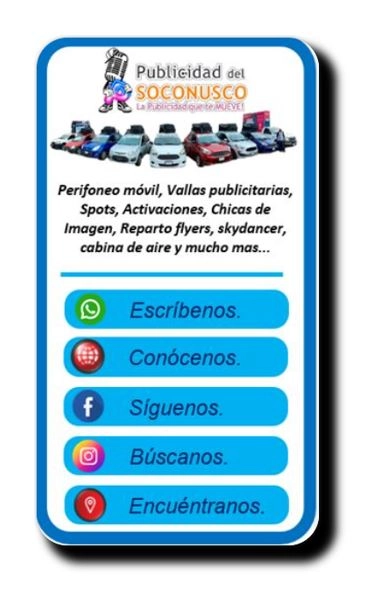 Publicidad del
SOCONUSCO
La Publicidad que te MUEVE!
Perifoneo móvil, Vallas publicitarias,
Spots, Activaciones, Chicas de
Imagen, Reparto flyers, skydancer,
cabina de aire y mucho mas...
Escríbenos.
Conócenos.
Síguenos.
Búscanos.
Encuéntranos.